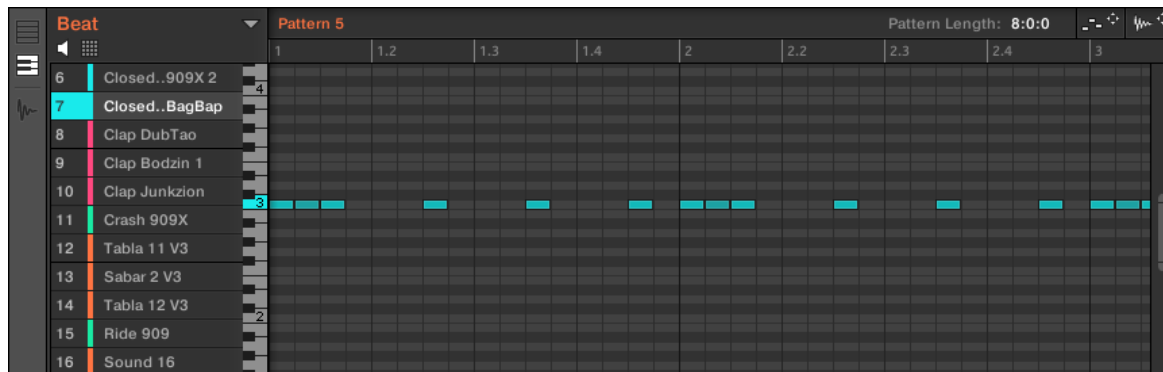 Beat Pattern 5 Pattern Length: 8:0:0
1 1.2 1.3 1.4 2 2.2 2.3 2.4 3
6 Closed..909X 2
4
7 Closed..BagBap
8 Clap DubTao
9 Clap Bodzin 1
10 Clap Junkzion
3
11 Crash 909X
12 Tabla 11 V3
13 Sabar 2 V3
14 Tabla 12 V3
2
15 Ride 909
16 Sound 16